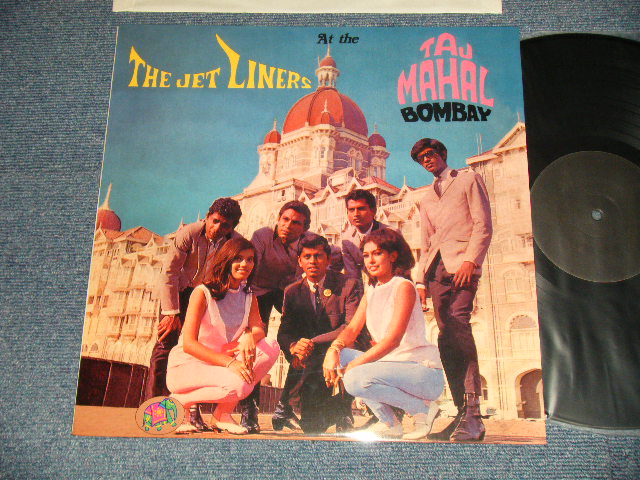 At the
THE JET LINERS
TAJ
MAHAL
BOMBAY